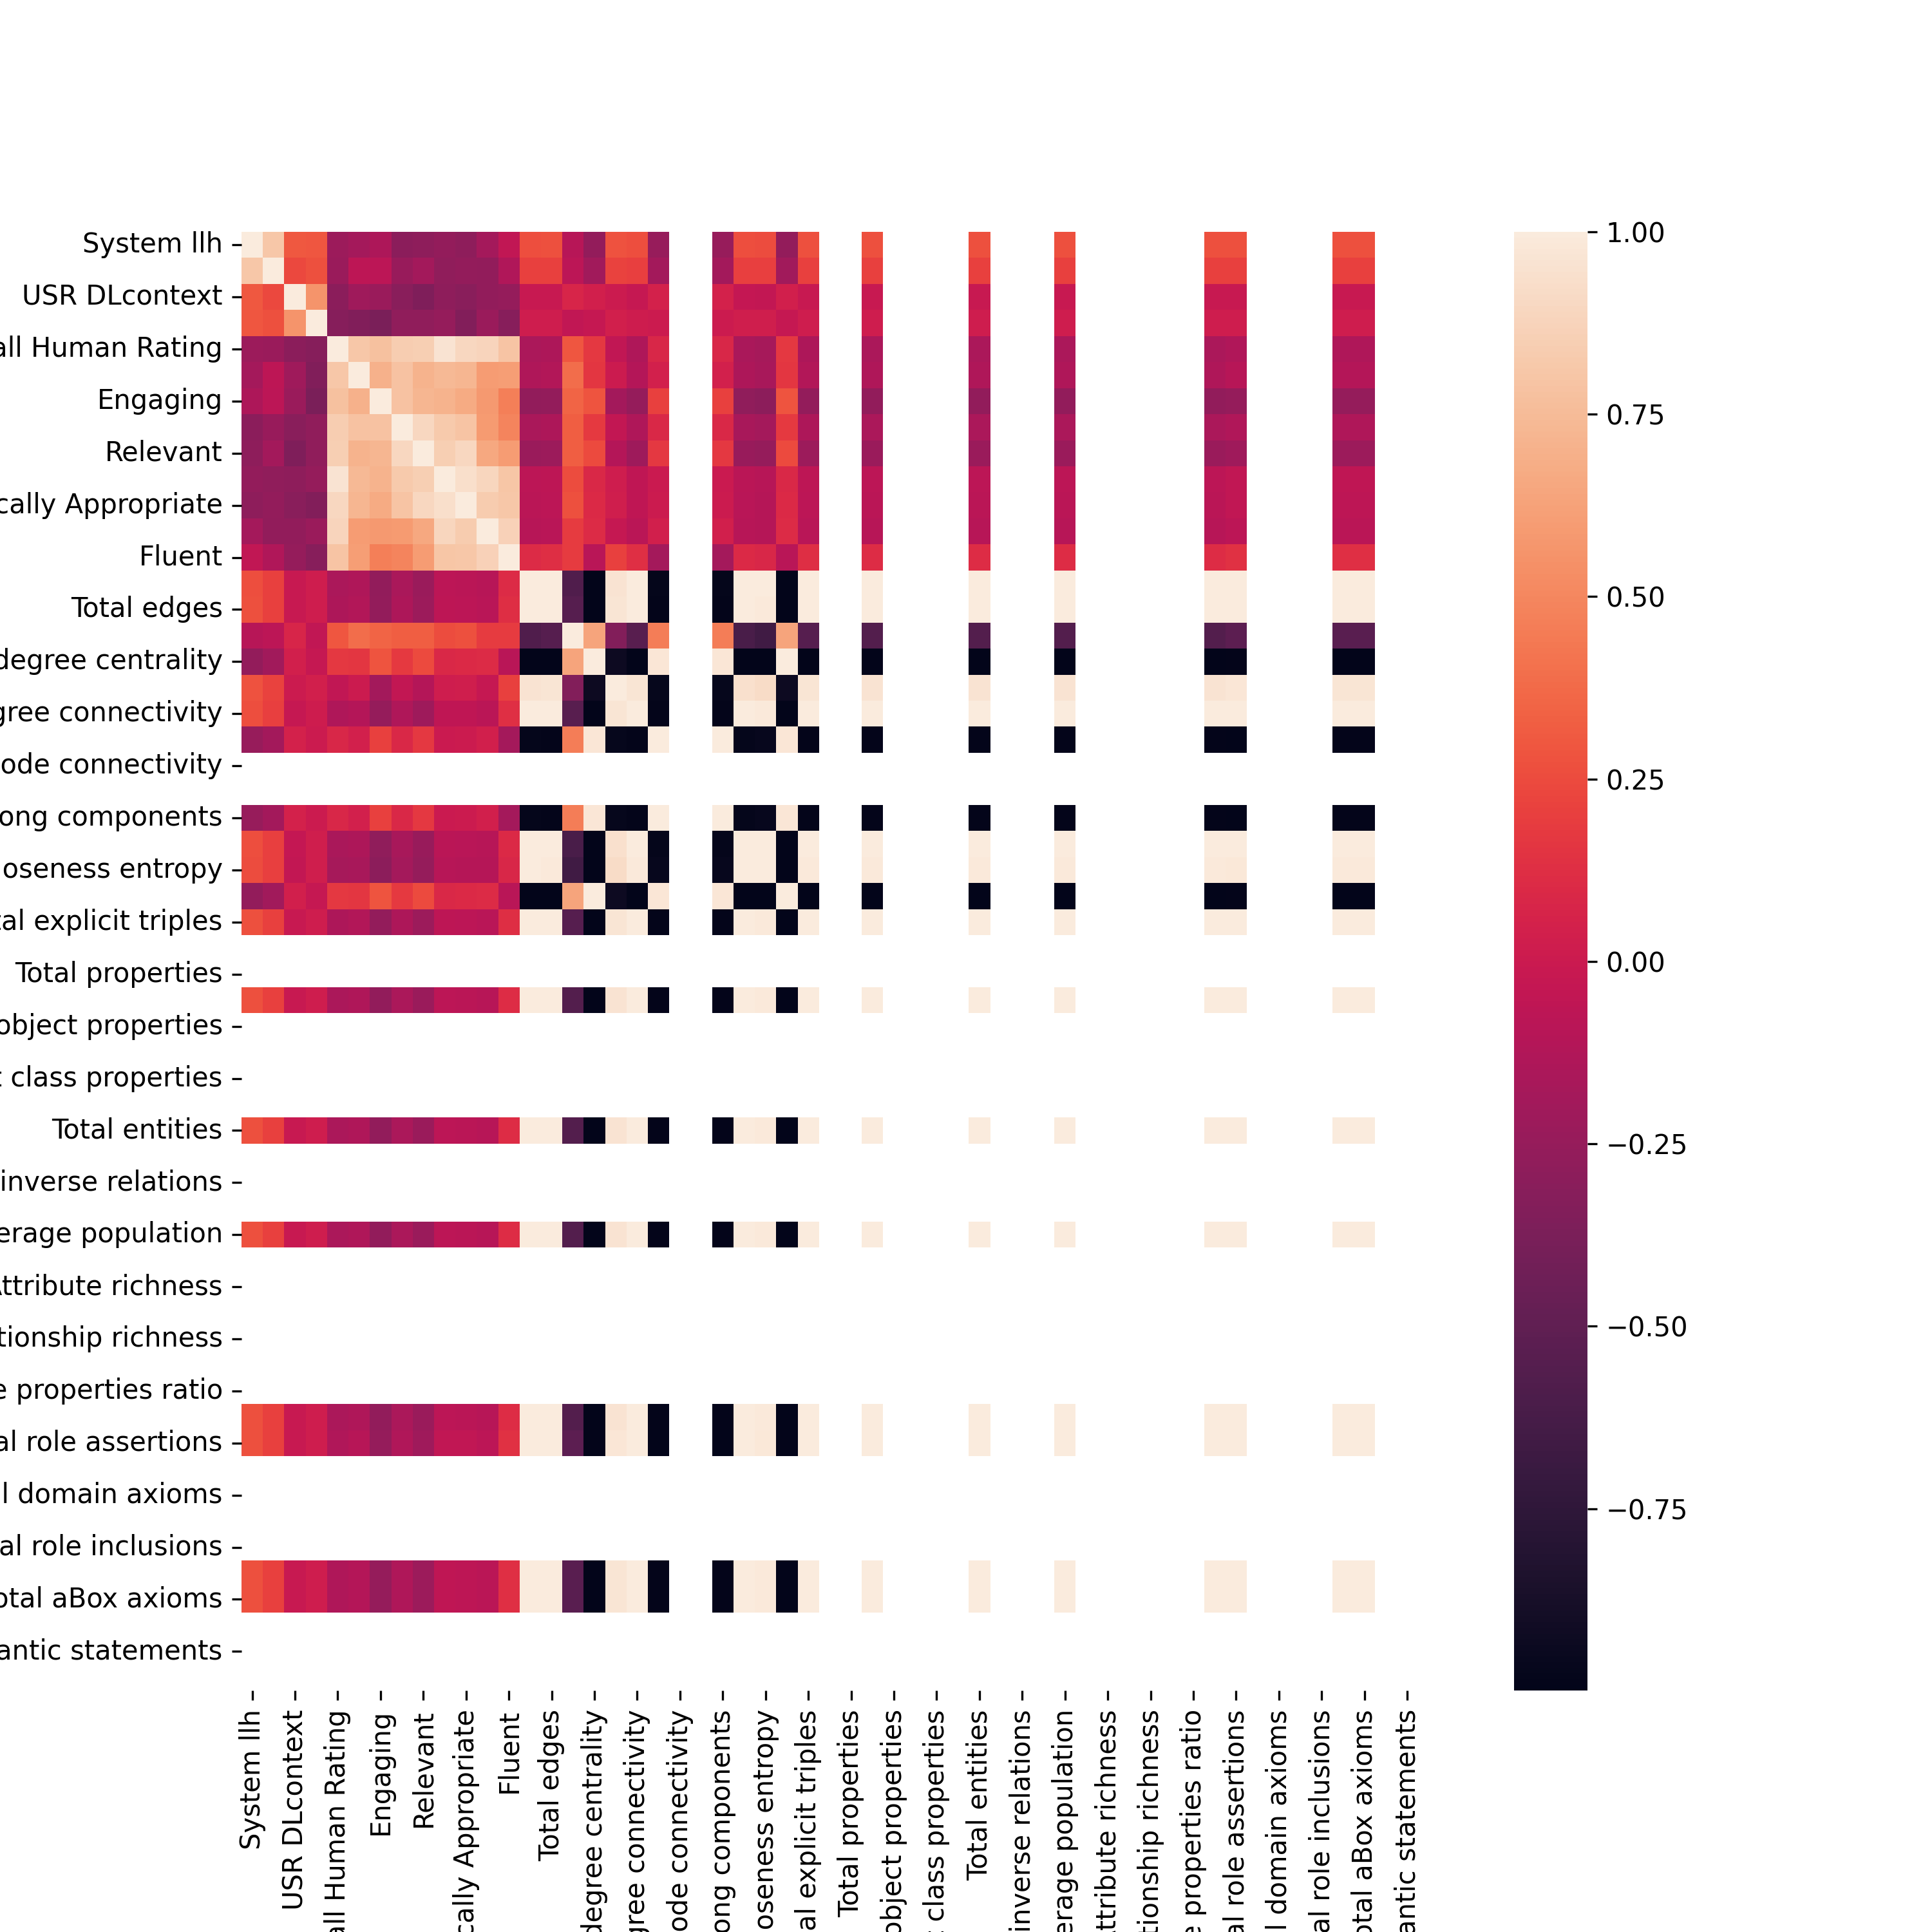 System llh
USR DLcontext
all Human Rating
Engaging
Relevant
cally Appropriate
Fluent
Total edges
degree centrality
gree connectivity
ode connectivity
ong components
oseness entropy
tal explicit triples
Total properties
object properties
class properties
Total entities
inverse relations
erage population
Attribute richness
tionship richness
e properties ratio
al role assertions
l domain axioms
al role inclusions
otal aBox axioms
antic statements
System llh
USR DLcontext
all Human Rating
Engaging
Relevant
cally Appropriate
Fluent
Total edges
degree centrality
gree connectivity
ode connectivity
ong components
oseness entropy
al explicit triples
Total properties
object properties
class properties
Total entities
inverse relations
erage population
ttribute richness
tionship richness
e properties ratio
al role assertions
l domain axioms
al role inclusions
otal aBox axioms
antic statements
1.00
0.75
0.50
0.25
0.00
−0.25
−0.50
−0.75